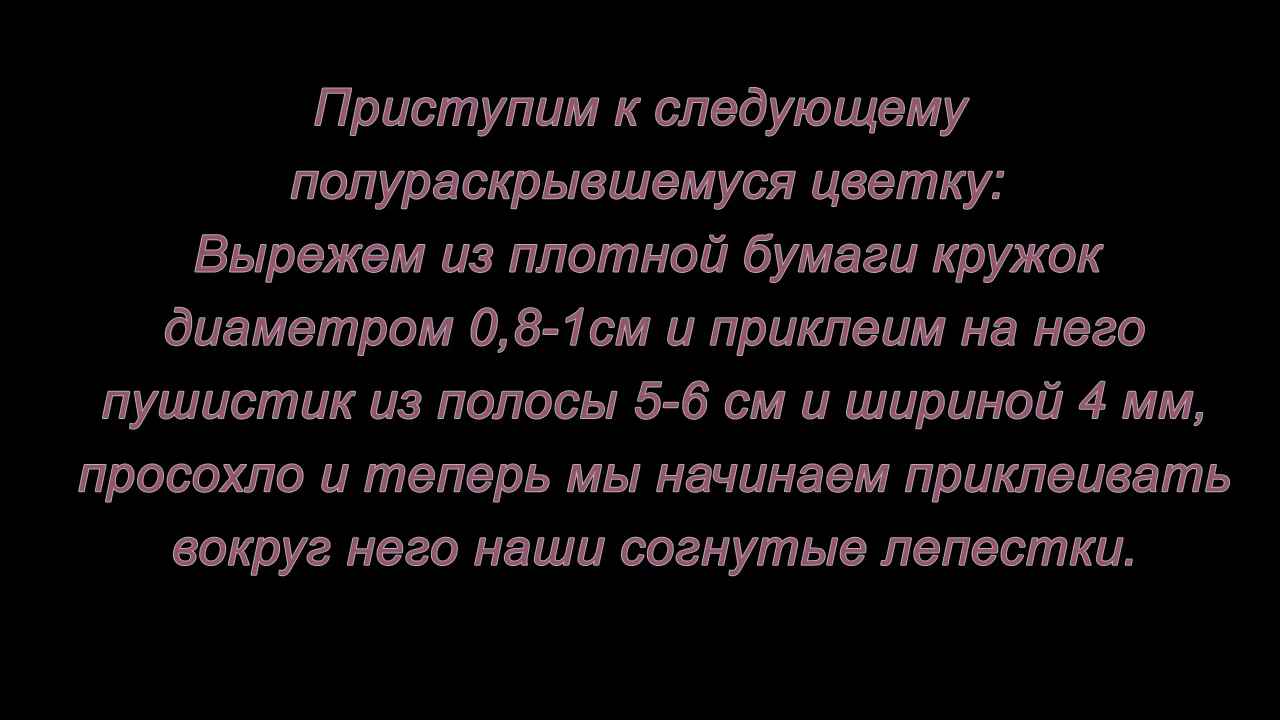 Приступим к следующему
полураскрывшемуся цветку:
Вырежем из плотной бумаги кружок
диаметром 0,8-1см и приклеим на него
пушистик из полосы 5-6 см и шириной 4 мм,
просохло и теперь мы начинаем приклеивать
вокруг него наши согнутые лепестки.